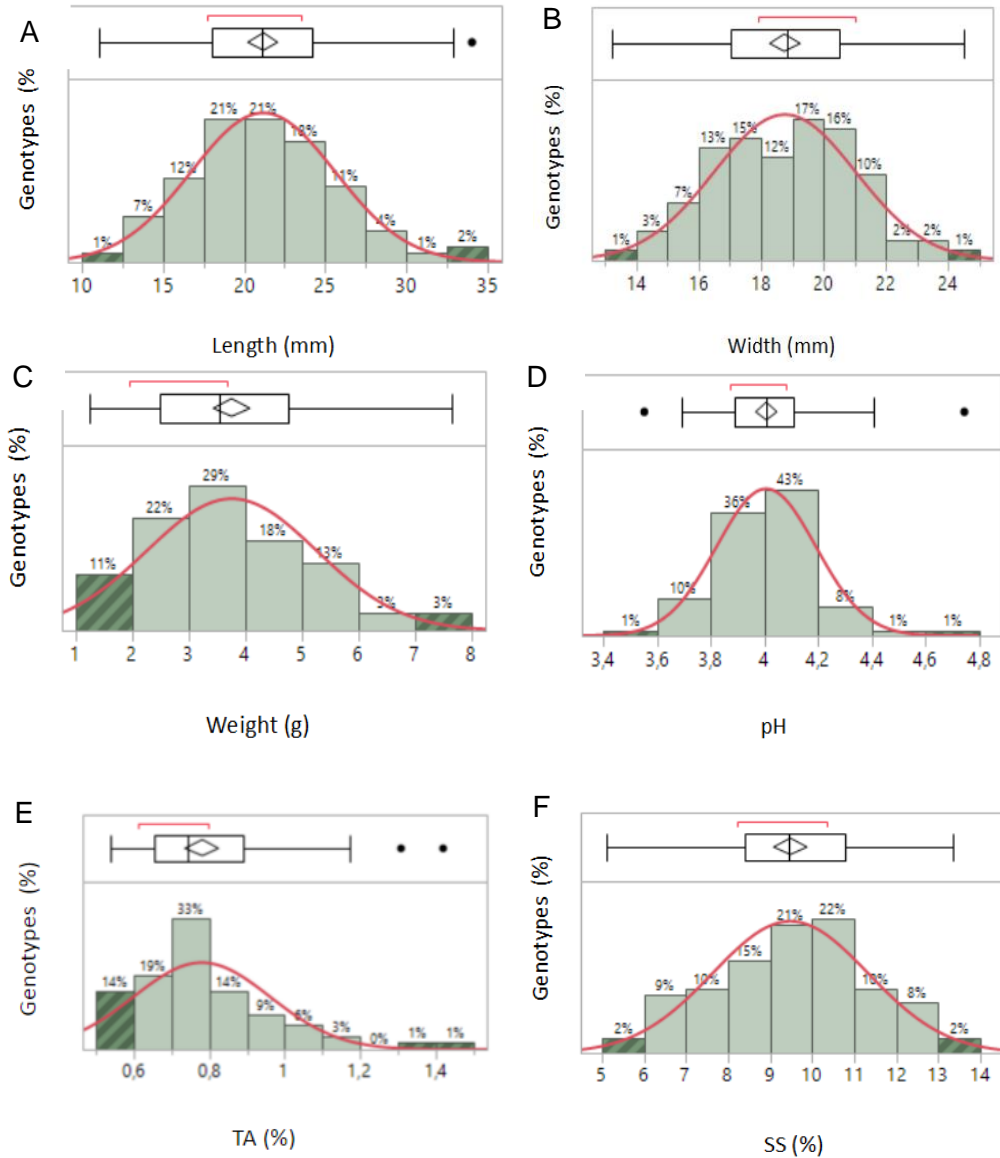 A
Genotypes (%
21% 21%
18%
12%
11%
7%
4%
1%
1%
2%
10 15 20 25 30 35
Length (mm)
B
Genotypes (%)
17%
16%
15%
13%
12%
10%
7%
3%
2% 2%
1%
1%
14 16 18 20 22 24
Width (mm)
C
Genotypes (%)
29%
22%
18%
13%
11%
3%
3%
1 2 3 4 5 6 7 8
Weight (g)
D
Genotypes (%)
43%
36%
10%
8%
1%
1%
1%
3,4 3,6 3,8 4 4,2 4,4 4,6 4,8
pH
E
Genotypes (%)
33%
19%
14%
14%
9%
6%
3%
0%
1% 1%
0,6 0,8 1 1,2 1,4
TA (%)
F
Genotypes (%)
22%
21%
15%
10%
10%
9%
8%
2%
2%
5 6 7 8 9 10 11 12 13 14
SS (%)